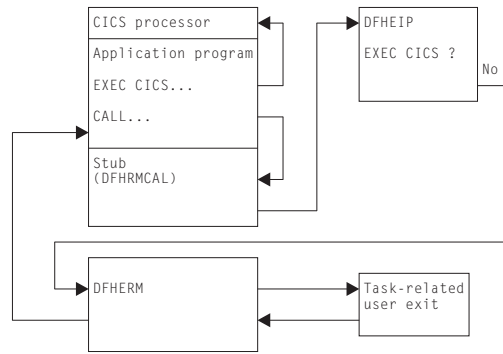 CICS processor
Application program
EXEC CICS...
CALL...
Stub
(DFHRMCAL)
DFHEIP
EXEC CICS ?
No
DFHERM
Task-related
user exit